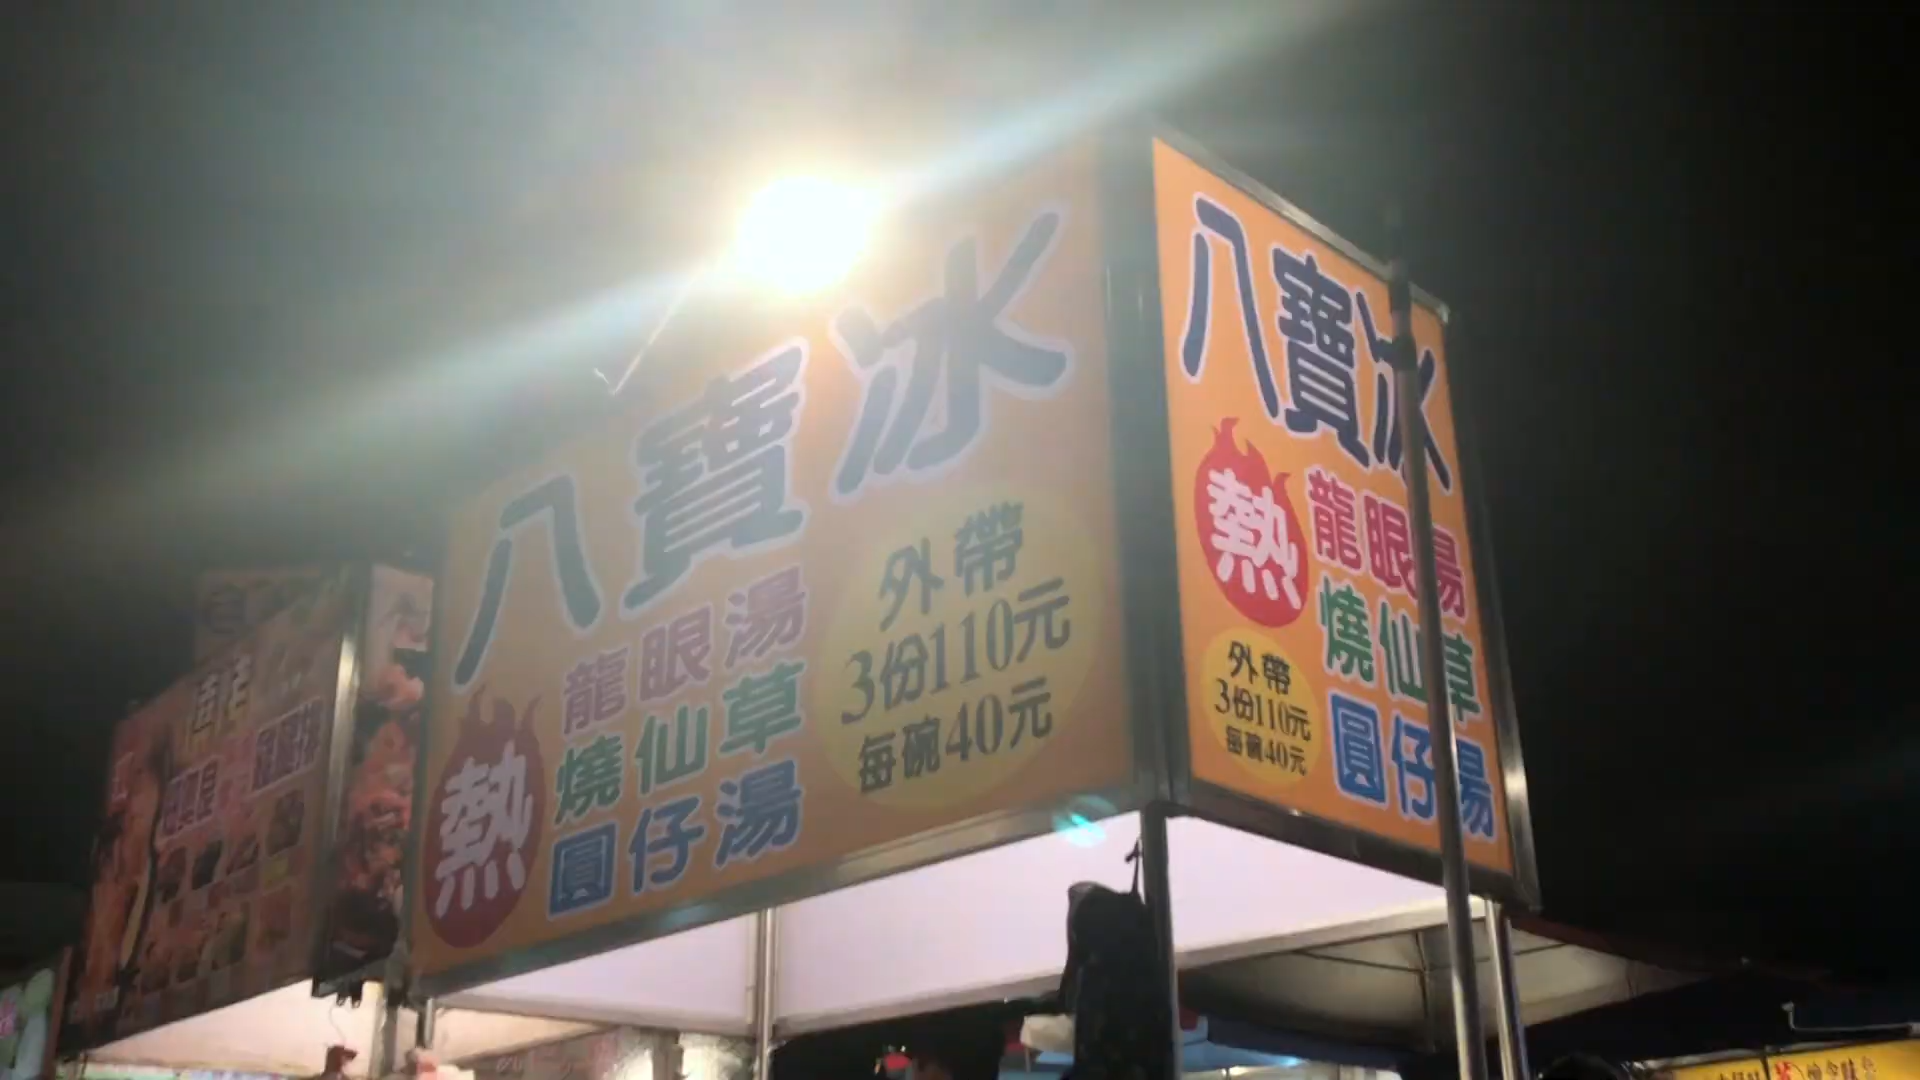 八寶冰
熱
龍眼湯
燒仙草
圓仔湯
外帶
3份110元
每碗40元
八寶冰
熱
龍眼湯
燒仙草
圓仔湯
外帶
3份110元
每碗40元